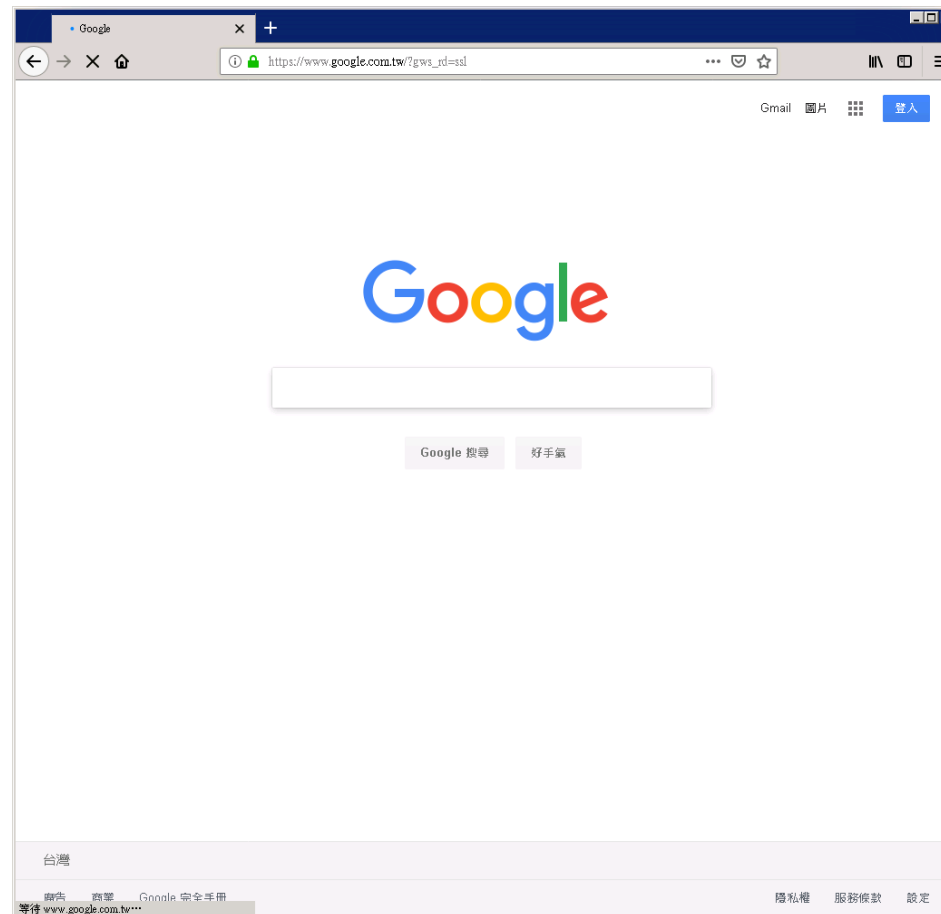 Google
https://www.google.com.tw/?gws_rd=ssl
Gmail 圖片 登入
Google
Google 搜尋 好手氣
台灣
廣告 商業 Google 完全手冊 隱私權 服務條款 設定
等待 www.google.com.tw…